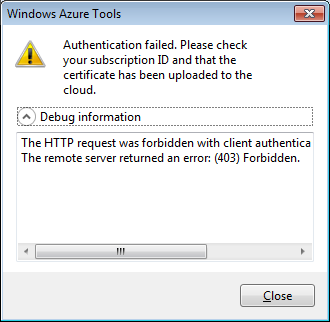 Windows Azure Tools
Authentication failed. Please check
your subscription ID and that the
certificate has been uploaded to the
cloud.
Debug information
The HTTP request was forbidden with client authentica
The remote server returned an error: (403) Forbidden.
Close